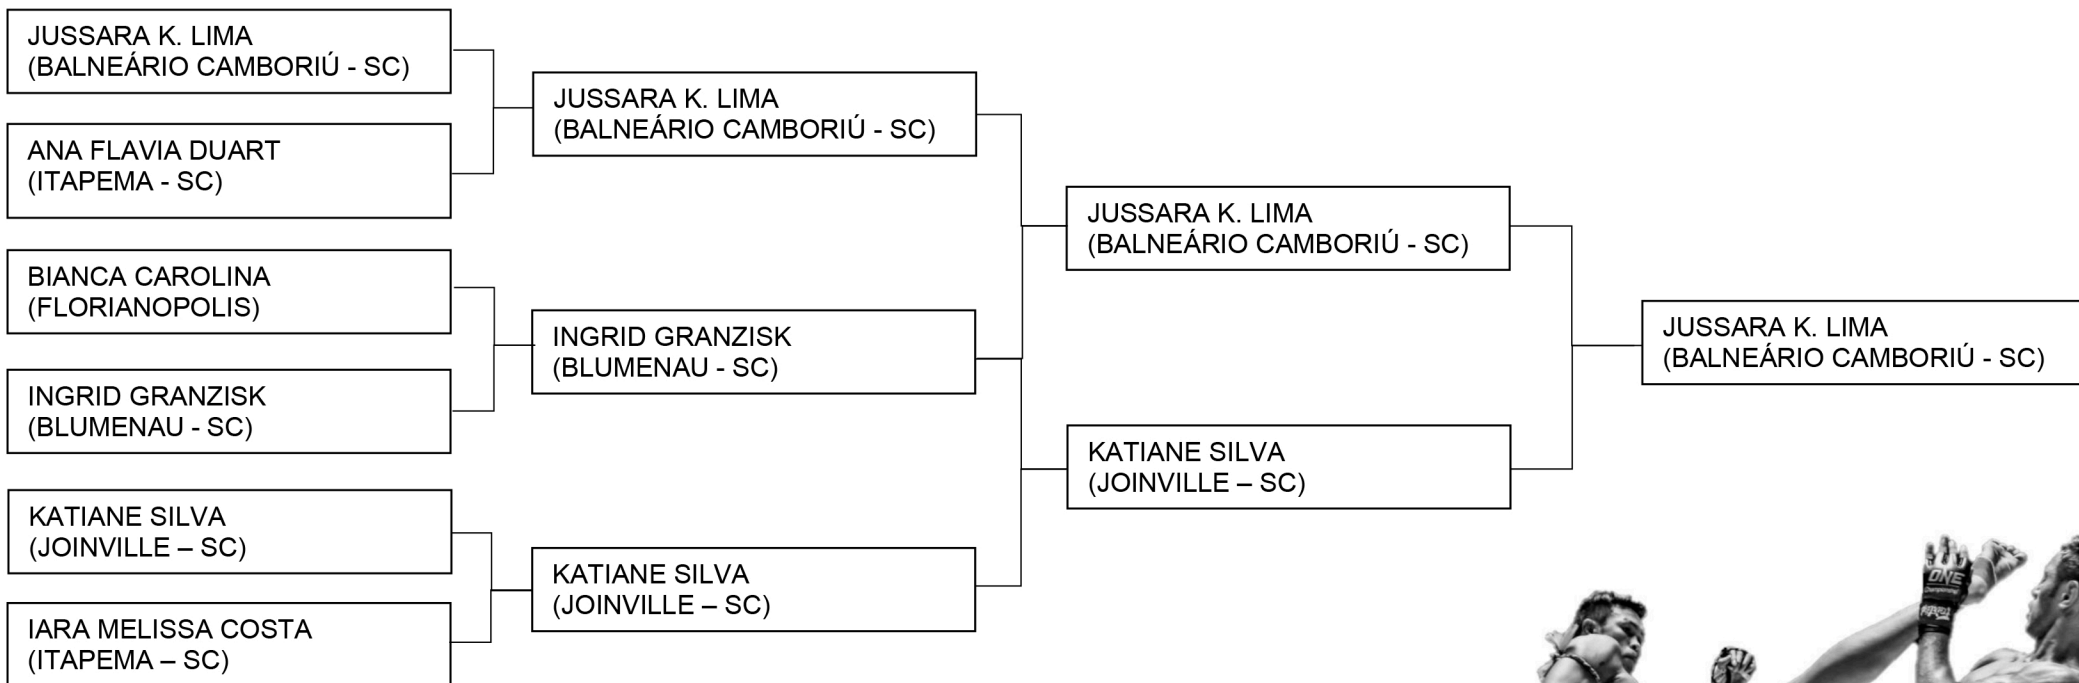 JUSSARA K. LIMA
(BALNEÁRIO CAMBORIÚ - SC)
ANA FLAVIA DUART
(ITAPEMA - SC)
BIANCA CAROLINA
(FLORIANOPOLIS)
INGRID GRANZISK
(BLUMENAU - SC)
KATIANE SILVA
(JOINVILLE – SC)
IARA MELISSA COSTA
(ITAPEMA – SC)
JUSSARA K. LIMA
(BALNEÁRIO CAMBORIÚ - SC)
INGRID GRANZISK
(BLUMENAU - SC)
KATIANE SILVA
(JOINVILLE – SC)
JUSSARA K. LIMA
(BALNEÁRIO CAMBORIÚ - SC)
KATIANE SILVA
(JOINVILLE – SC)
JUSSARA K. LIMA
(BALNEÁRIO CAMBORIÚ - SC)
ONE